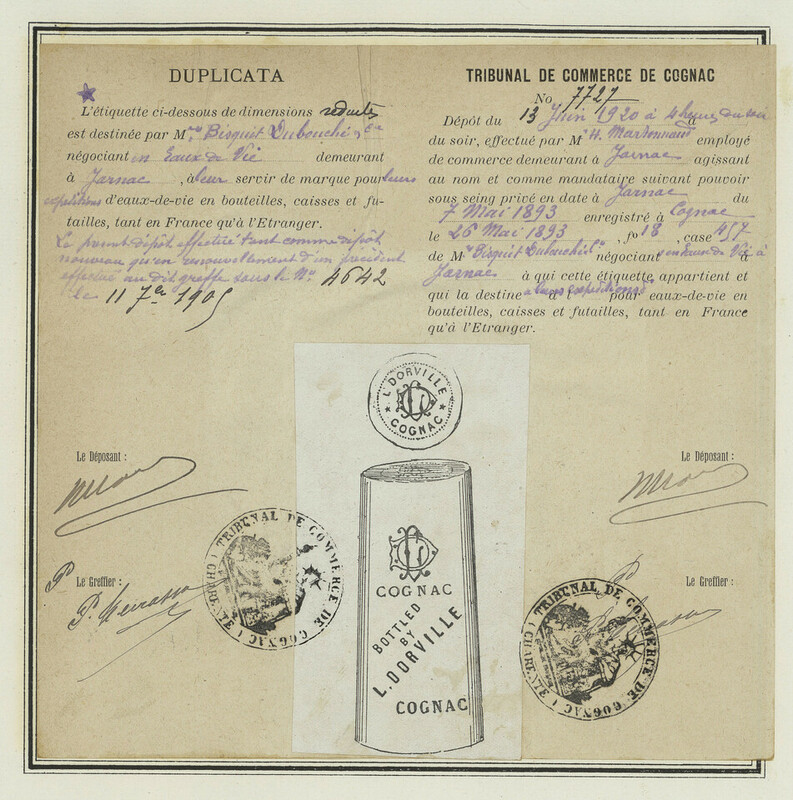 DUPLICATA
L'étiquette ci-dessous de dimensions réduites
est destinée par M.rs Bisquit Dubouché & Cie
négociant en Eaux de Vie demeurant
à Jarnac, à leur servir de marque pour leurs
expéditions d'eaux-de-vie en bouteilles, caisses et fu-
tailles, tant en France qu'à l'Etranger.
Le présent dépôt effectué tant comme dépôt
nouveau qu'en renouvellement d'un précédent
effectué au dit greffe sous le No. 4642
le 11 7bre 1905
TRIBUNAL DE COMMERCE DE COGNAC
No 7727
Dépôt du 13 Juin 1920 à 4 heures du soir
du soir, effectué par M. H. employé
de commerce demeurant à Jarnac agissant
au nom et comme mandataire suivant pouvoir
sous seing privé en date à Jarnac du
7 Mai 1893 enregistré à Cognac
le 26 Mai 1893, fo 18, case 457
de Mrs Bisquit Dubouché négociant en Eaux de Vie à
Jarnac à qui cette étiquette appartient et
qui la destine à leurs expéditions pour eaux-de-vie en
bouteilles, caisses et futailles, tant en France
qu'à l'Etranger.
L. DORVILLE
COGNAC
Le Déposant :
Le Déposant :
COGNAC
BOTTLED
BY
L. DORVILLE
COGNAC
Le Greffier :
Le Greffier :
TRIBUNAL DE COMMERCE DE COGNAC (CHARENTE)
TRIBUNAL DE COMMERCE DE COGNAC (CHARENTE)